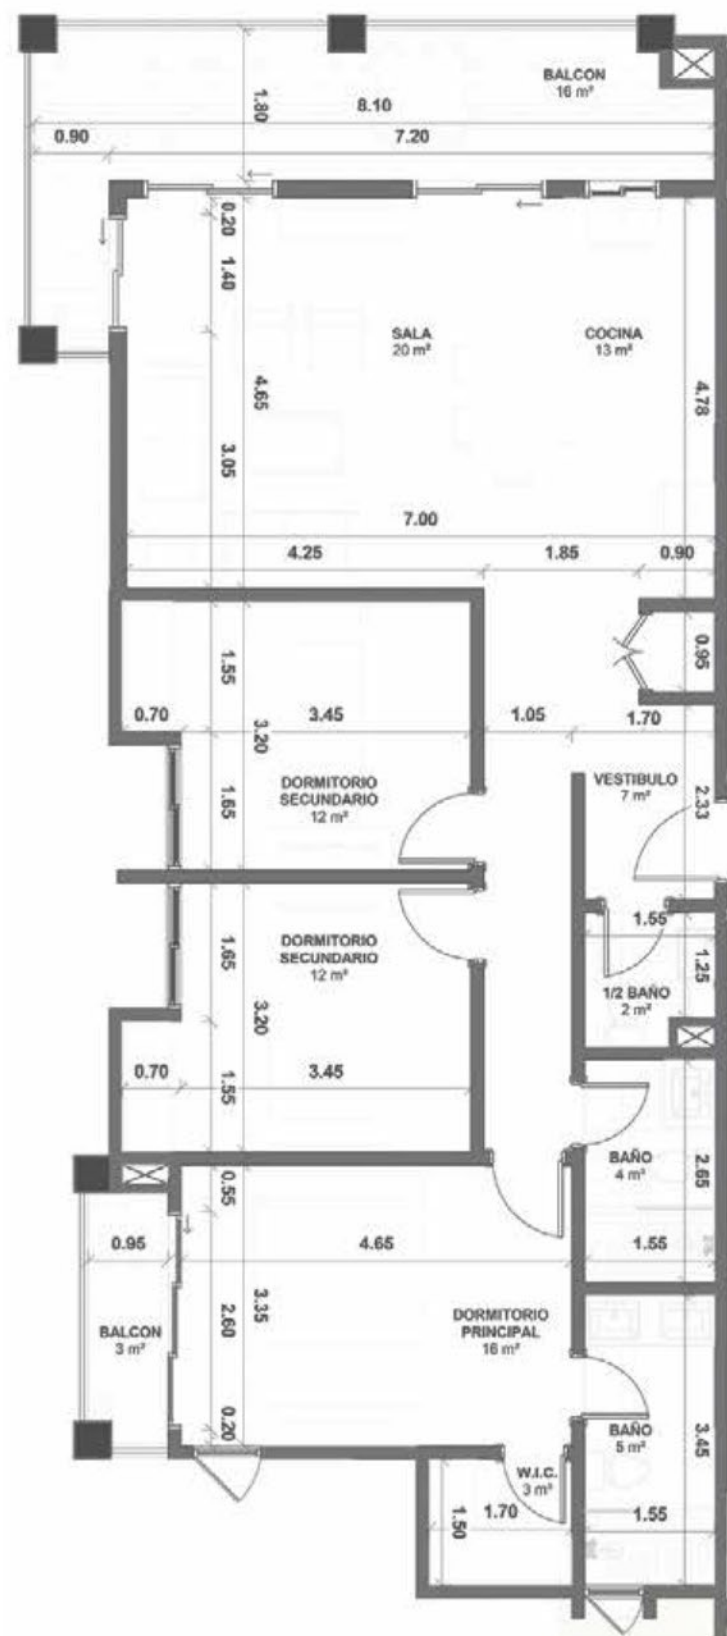 BALCON
16 m²
1.80
8.10
0.90
7.20
0.20
1.40
SALA
20 m²
COCINA
13 m²
4.65
4.78
3.05
7.00
4.25
1.85
0.90
1.55
0.95
0.70
3.45
3.20
1.05
1.70
DORMITORIO
SECUNDARIO
12 m²
VESTIBULO
7 m²
1.65
2.33
1.55
DORMITORIO
SECUNDARIO
12 m²
1.65
1.25
1/2 BAÑO
2 m²
3.20
0.70
3.45
1.55
BAÑO
4 m²
2.65
0.55
0.95
4.65
1.55
3.35
BALCON
3 m²
2.60
DORMITORIO
PRINCIPAL
16 m²
0.20
BAÑO
5 m²
3.45
W.I.C.
3 m²
1.50
1.70
1.55